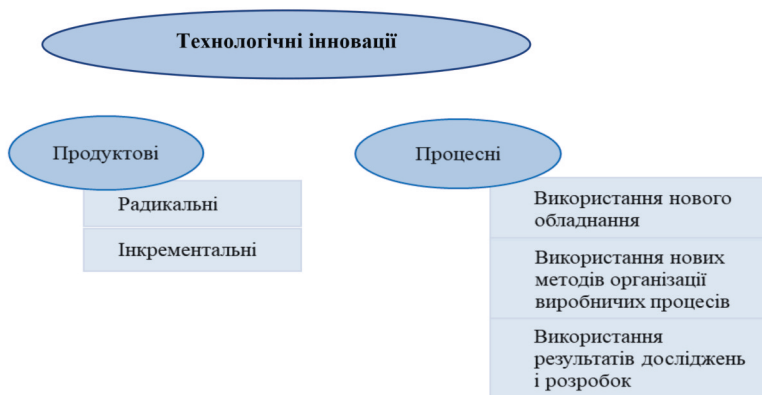 Технологічні інновації
Продуктові
Радикальні
Інкрементальні
Процесні
Використання нового
обладнання
Використання нових
методів організації
виробничих процесів
Використання
результатів досліджень
і розробок